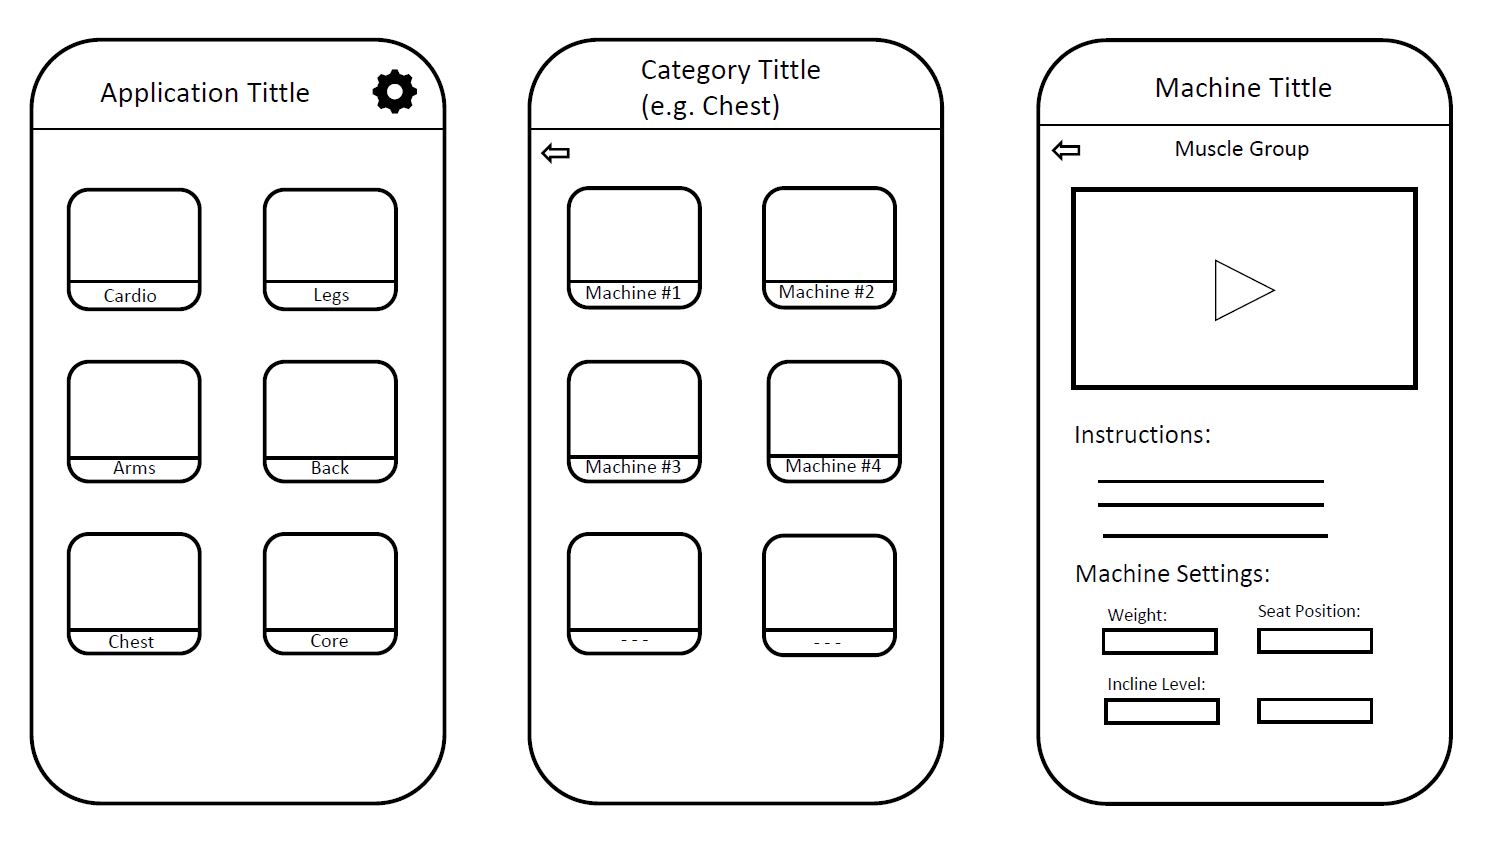 Application Tittle
Cardio
Legs
Arms
Back
Chest
Core
Category Tittle
(e.g. Chest)
Machine #1
Machine #2
Machine #3
Machine #4
- - -
- - -
Machine Tittle
Muscle Group
Instructions:
Machine Settings:
Weight:
Seat Position:
Incline Level: